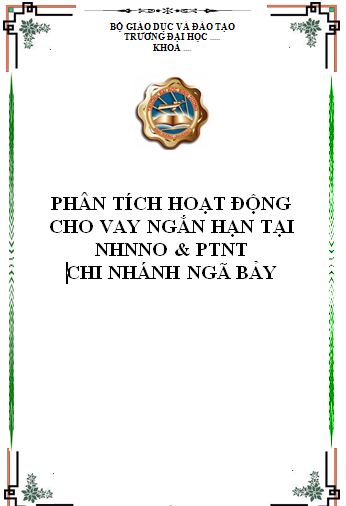 BỘ GIÁO DỤC VÀ ĐÀO TẠO
TRƯỜNG ĐẠI HỌC ....
KHOA ....
PHÂN TÍCH HOẠT ĐỘNG
CHO VAY NGẮN HẠN TẠI
NHNNO & PTNT
CHI NHÁNH NGÃ BẢY